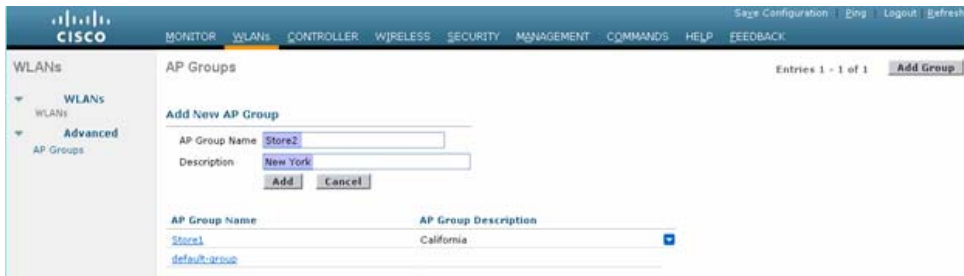 Save Configuration Ping Logout Refresh
CISCO
MONITOR WLANs CONTROLLER WIRELESS SECURITY MANAGEMENT COMMANDS HELP FEEDBACK
WLANs
AP Groups
Entries 1 - 1 of 1
Add Group
WLANs
WLANs
Advanced
AP Groups
Add New AP Group
AP Group Name Store2
Description New York
Add Cancel
AP Group Name AP Group Description
Store1 California
default-group